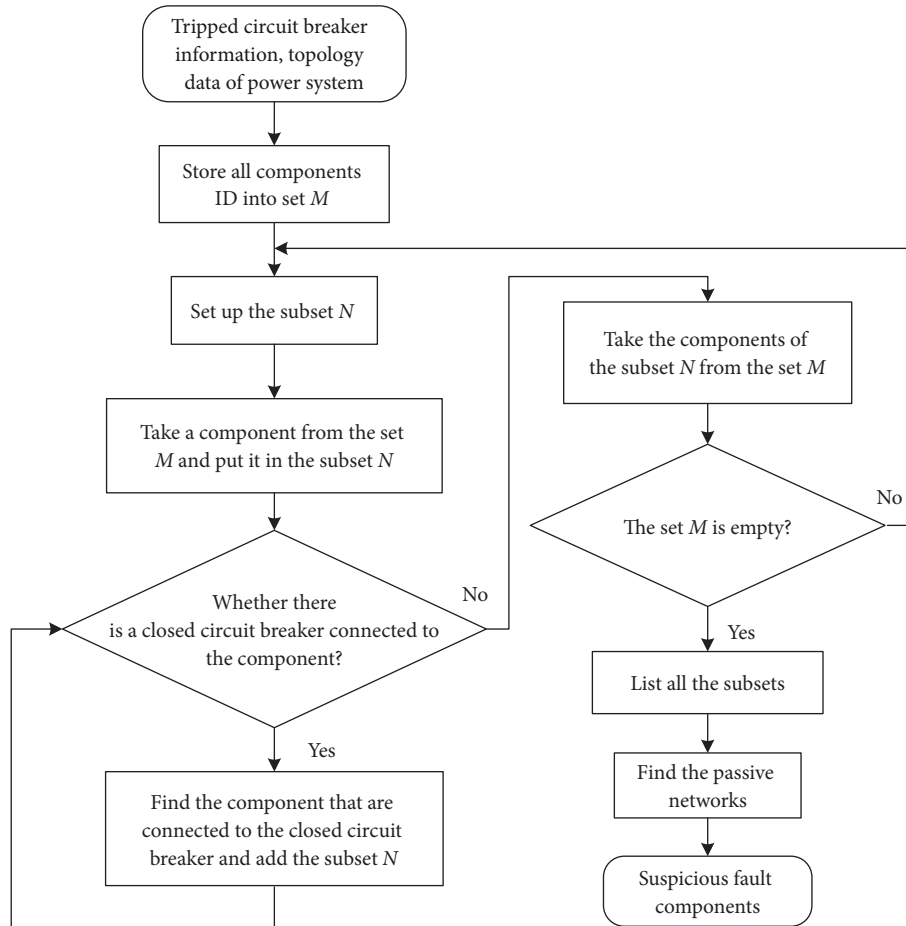 Tripped circuit breaker
information, topology
data of power system
Store all components
ID into set M
Set up the subset N
Take a component from the set
M and put it in the subset N
Whether there
is a closed circuit breaker connected to
the component?
No
Yes
Find the component that are
connected to the closed circuit
breaker and add the subset N
Take the components of
the subset N from the set M
The set M is empty?
No
Yes
List all the subsets
Find the passive
networks
Suspicious fault
components